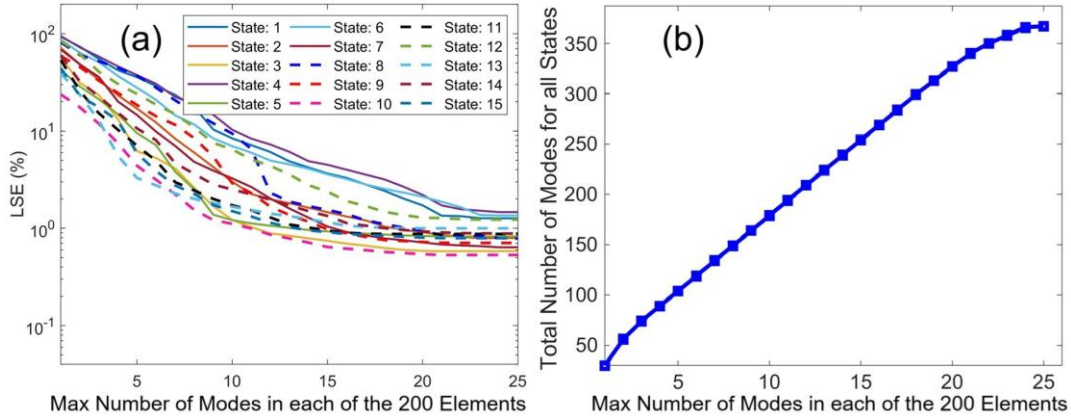 (a)
State: 1
State: 2
State: 3
State: 4
State: 5
State: 6
State: 7
State: 8
State: 9
State: 10
State: 11
State: 12
State: 13
State: 14
State: 15
10²
10¹
10⁰
10⁻¹
LSE (%)
5 10 15 20 25
Max Number of Modes in each of the 200 Elements
(b)
350
300
250
200
150
100
50
Total Number of Modes for all States
5 10 15 20 25
Max Number of Modes in each of the 200 Elements